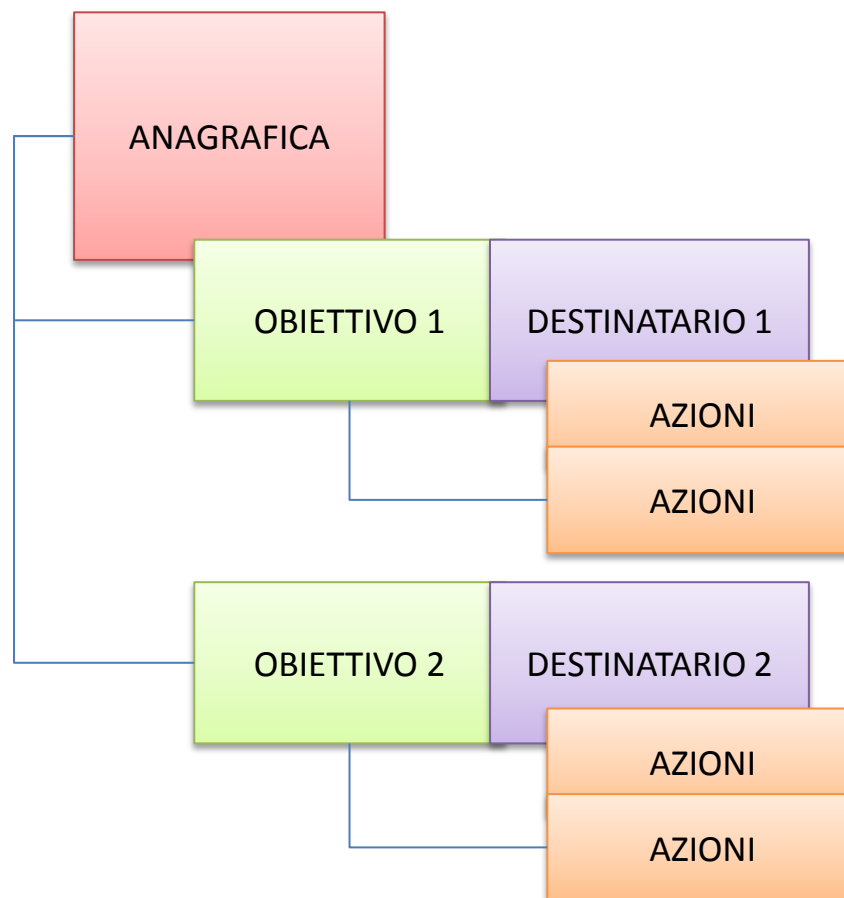 ANAGRAFICA
OBIETTIVO 1
DESTINATARIO 1
AZIONI
AZIONI
OBIETTIVO 2
DESTINATARIO 2
AZIONI
AZIONI